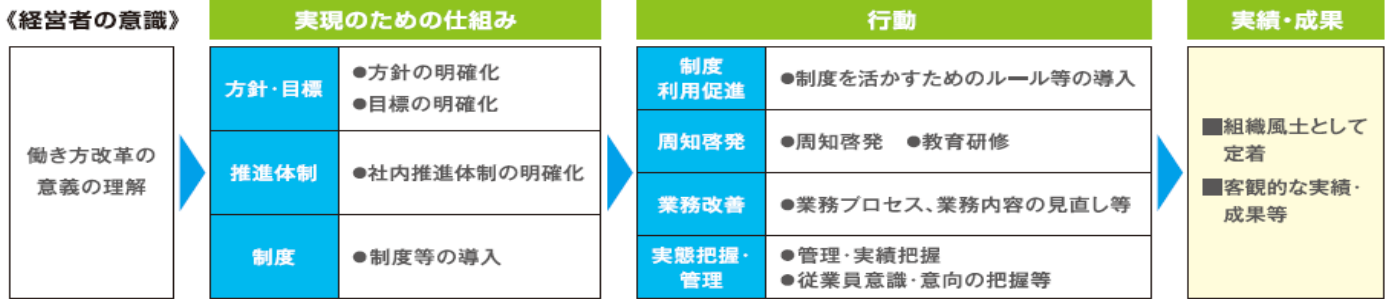 《経営者の意識》
働き方改革の
意義の理解
実現のための仕組み
方針・目標
●方針の明確化
●目標の明確化
推進体制
●社内推進体制の明確化
制度
●制度等の導入
行動
制度
利用促進
●制度を活かすためのルール等の導入
周知啓発
●周知啓発 ●教育研修
業務改善
●業務プロセス、業務内容の見直し等
実態把握・
管理
●管理・実績把握
●従業員意識・意向の把握等
実績・成果
■組織風土として
定着
■客観的な実績・
成果等